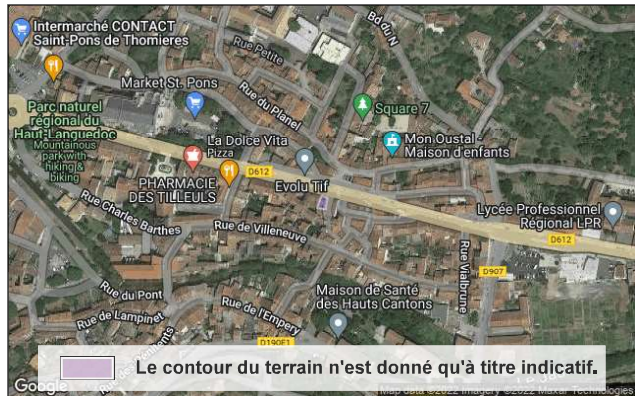 Intermarché CONTACT
Saint-Pons de Thomieres
Bd du N
Rue Petite
Market St. Pons
Rue du Planel
Square 7
Parc naturel
régional du
Haut-Languedoc
Mountainous
park with
hiking &
biking
La Dolce Vita
Pizza
Mon Oustal -
Maison d'enfants
D612
PHARMACIE
DES TILLEULS
Evolu Tif
Lycée Professionnel
Régional LPR
Rue Charles Barthes
Rue de Villeneuve
D612
Rue Vialbrune
D907
Rue du Pont
Maison de Santé
des Hauts Cantons
Rue de Lampinet
Rue de l'Empery
D190E1
Le contour du terrain n'est donné qu'à titre indicatif.
Google
Map data ©2022 Imagery ©2022 Maxar Technologies